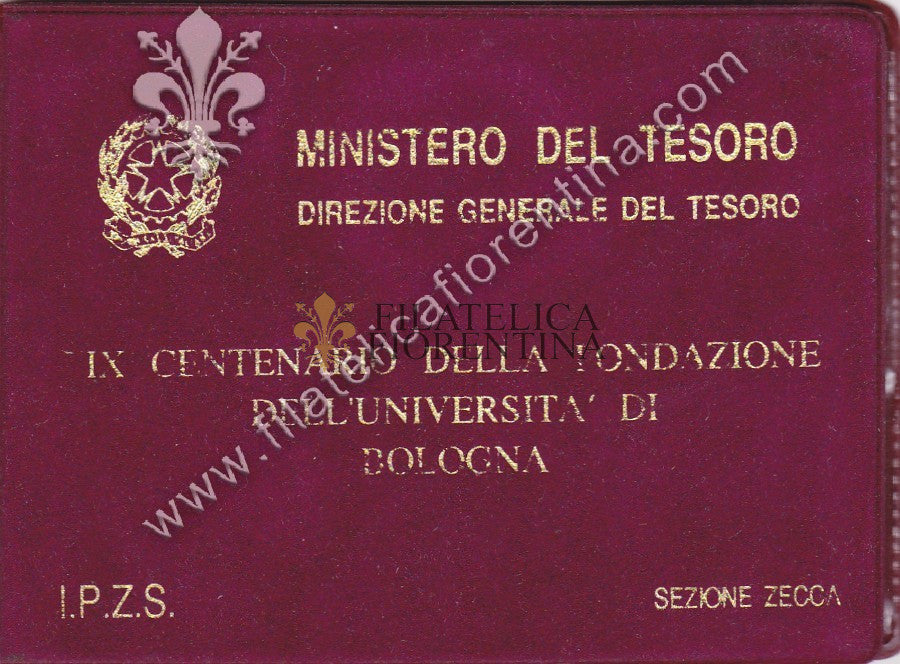 MINISTERO DEL TESORO
DIREZIONE GENERALE DEL TESORO
FILATELICA
FIORENTINA
IX CENTENARIO DELLA FONDAZIONE
DELL'UNIVERSITA' DI
BOLOGNA
I.P.Z.S.
SEZIONE ZECCA
www.filatelicafiorentina.com